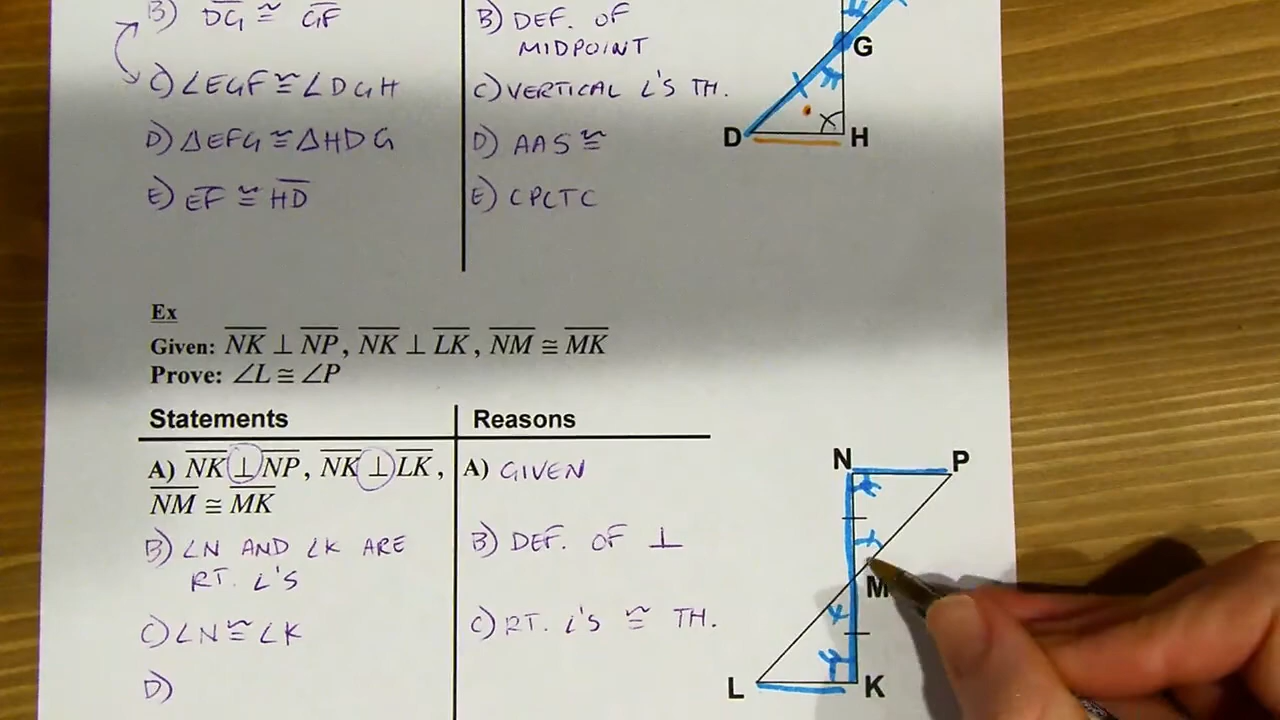 B) DG ≅ GF
B) DEF. OF
MIDPOINT
G
C) ∠EGF ≅ ∠DGH
C) VERTICAL ∠'S TH.
D
H
D) △EFG ≅ △HDG
D) AAS ≅
E) EF ≅ HD
E) CPCTC
Ex
Given: NK ⊥ NP, NK ⊥ LK, NM ≅ MK
Prove: ∠L ≅ ∠P
Statements
Reasons
A) NK ⊥ NP, NK ⊥ LK,
NM ≅ MK
A) GIVEN
B) ∠N AND ∠K ARE
RT. ∠'S
B) DEF. OF ⊥
C) ∠N ≅ ∠K
C) RT. ∠'S ≅ TH.
D)
N
P
M
L
K